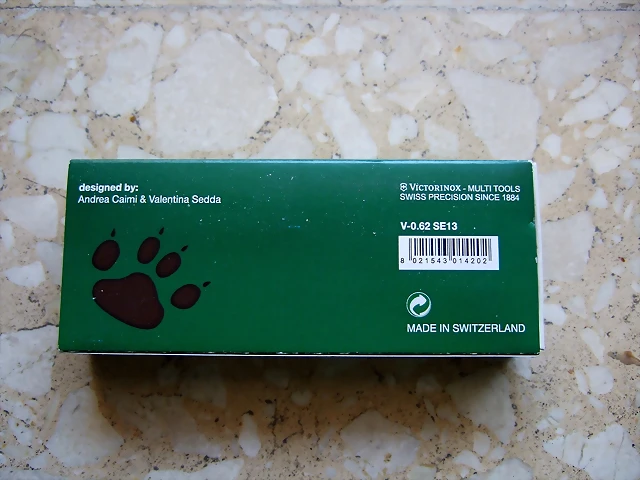 designed by:
Andrea Cairni & Valentina Sedda
VICTORINOX - MULTI TOOLS
SWISS PRECISION SINCE 1884
V-0.62 SE13
8 021543 014202
MADE IN SWITZERLAND